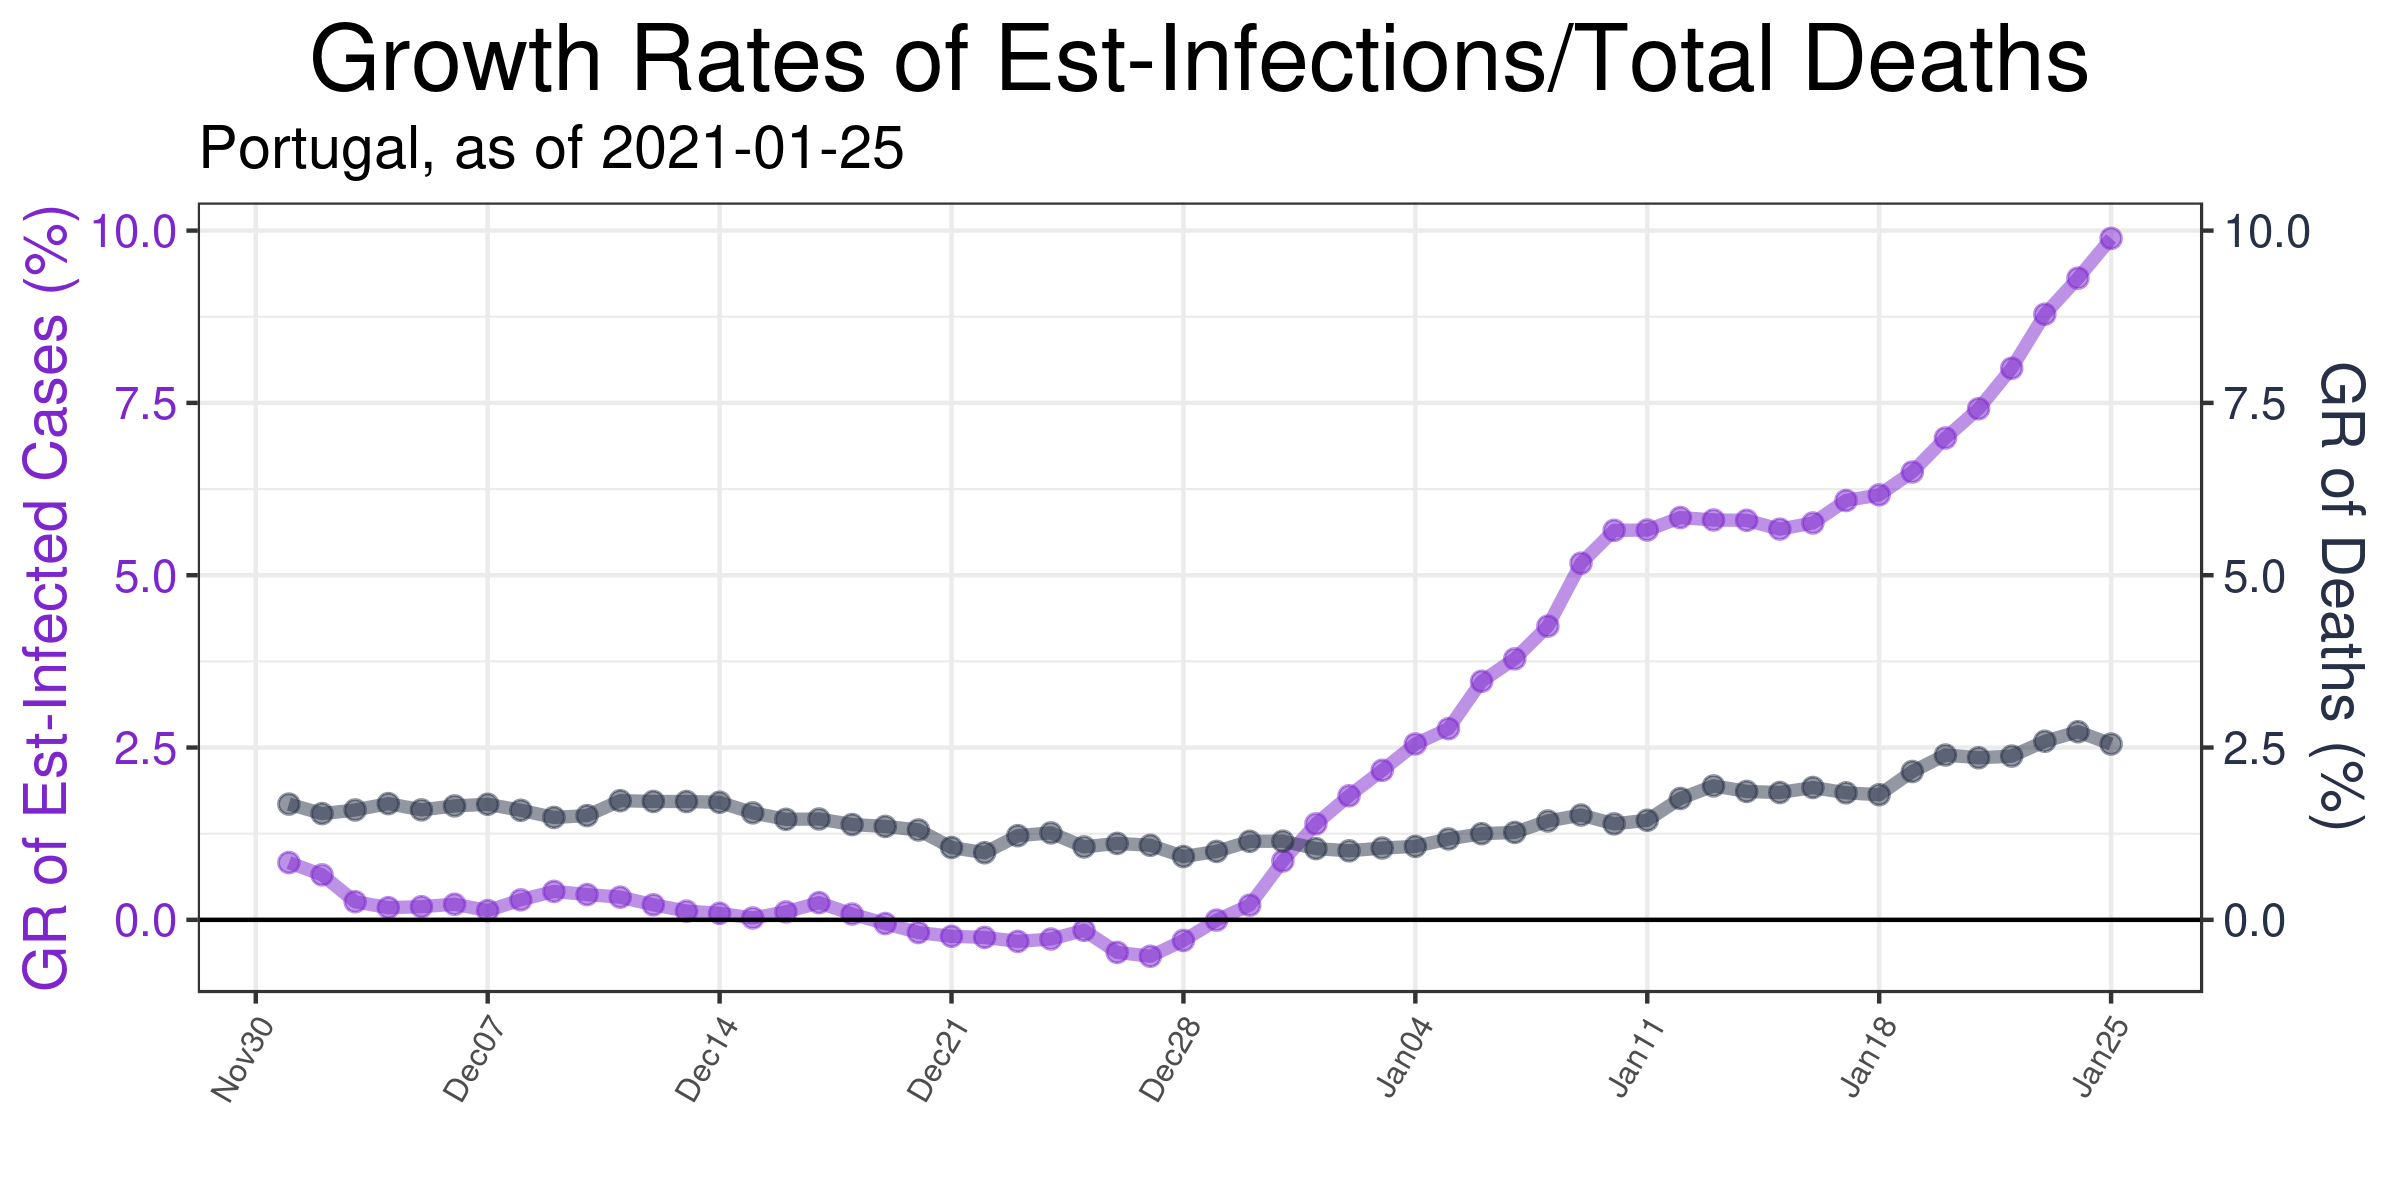 Growth Rates of Est-Infections/Total Deaths
Portugal, as of 2021-01-25
GR of Est-Infected Cases (%)
10.0
7.5
5.0
2.5
0.0
10.0
7.5
5.0
2.5
0.0
GR of Deaths (%)
Nov30
Dec07
Dec14
Dec21
Dec28
Jan04
Jan11
Jan18
Jan25